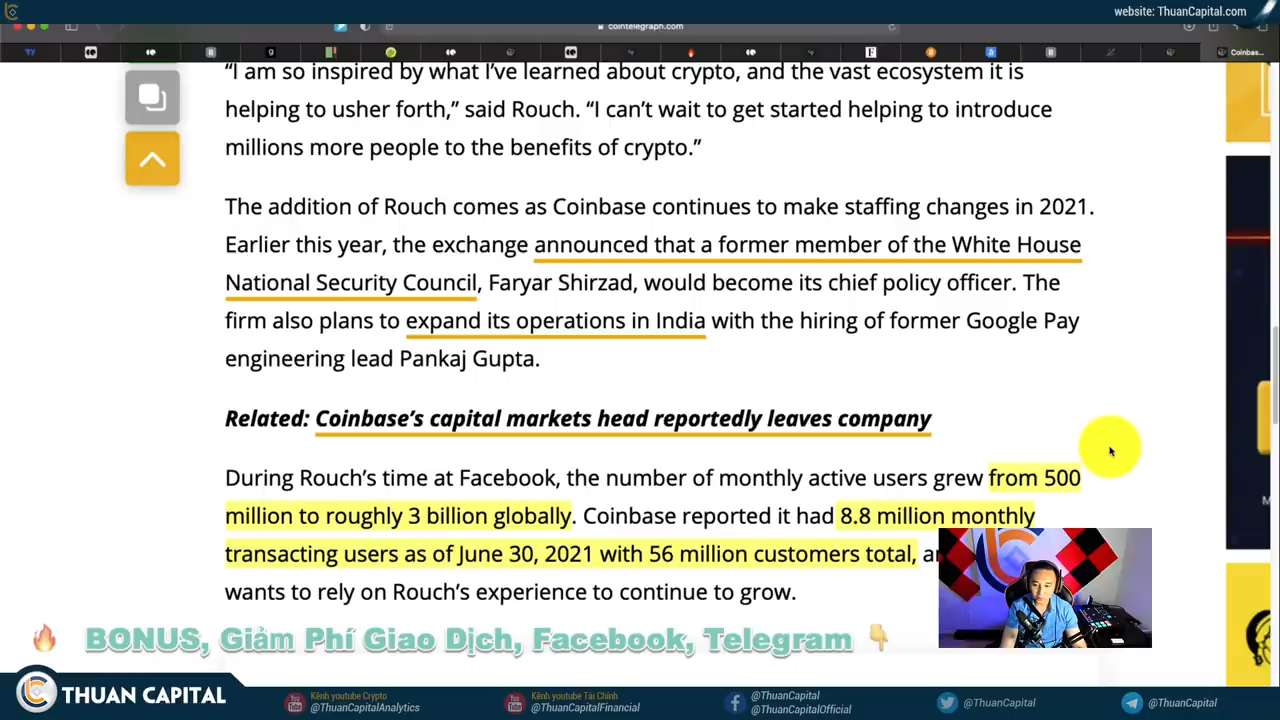 website: ThuanCapital.com
cointelegraph.com
Coinbas...
“I am so inspired by what I’ve learned about crypto, and the vast ecosystem it is
helping to usher forth,” said Rouch. “I can’t wait to get started helping to introduce
millions more people to the benefits of crypto.”
The addition of Rouch comes as Coinbase continues to make staffing changes in 2021.
Earlier this year, the exchange announced that a former member of the White House
National Security Council, Faryar Shirzad, would become its chief policy officer. The
firm also plans to expand its operations in India with the hiring of former Google Pay
engineering lead Pankaj Gupta.
Related: Coinbase’s capital markets head reportedly leaves company
During Rouch’s time at Facebook, the number of monthly active users grew from 500
million to roughly 3 billion globally. Coinbase reported it had 8.8 million monthly
transacting users as of June 30, 2021 with 56 million customers total,
wants to rely on Rouch’s experience to continue to grow.
BONUS, Giảm Phí Giao Dịch, Facebook, Telegram
THUAN CAPITAL
Kênh youtube Crypto
@ThuanCapitalAnalytics
Kênh youtube Tài Chính
@ThuanCapitalFinancial
@ThuanCapital
@ThuanCapitalOfficial
@ThuanCapital
@ThuanCapital